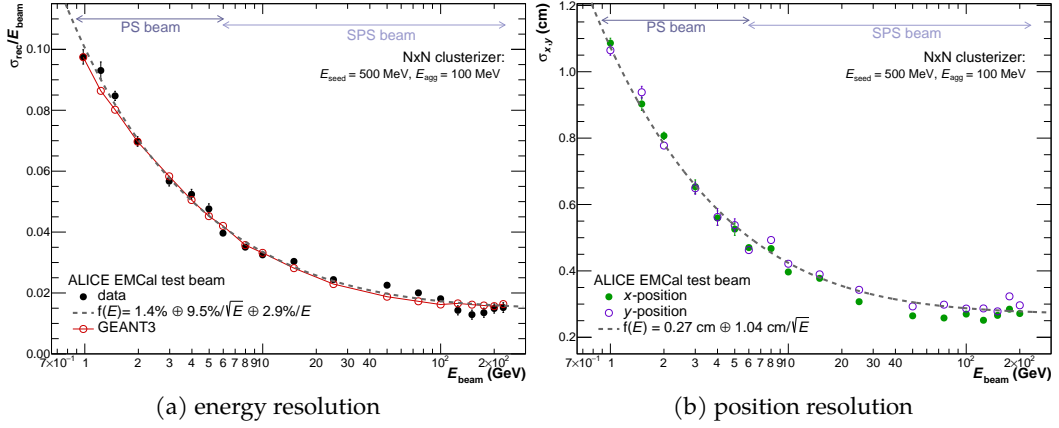 PS beam
SPS beam
NxN clusterizer:
E_seed = 500 MeV, E_agg = 100 MeV
σ_rec/E_beam
0.10
0.08
0.06
0.04
0.02
0.00
ALICE EMCal test beam
data
f(E)= 1.4% ⊕ 9.5%/√E ⊕ 2.9%/E
GEANT3
7×10⁻¹ 1 2 3 4 5 6 7 8 9 10 20 30 40 10² 2×10²
E_beam (GeV)
(a) energy resolution
PS beam
SPS beam
NxN clusterizer:
E_seed = 500 MeV, E_agg = 100 MeV
σ_x,y (cm)
1.2
1.0
0.8
0.6
0.4
0.2
ALICE EMCal test beam
x-position
y-position
f(E) = 0.27 cm ⊕ 1.04 cm/√E
7×10⁻¹ 1 2 3 4 5 6 7 8 9 10 20 30 40 10² 2×10²
E_beam (GeV)
(b) position resolution